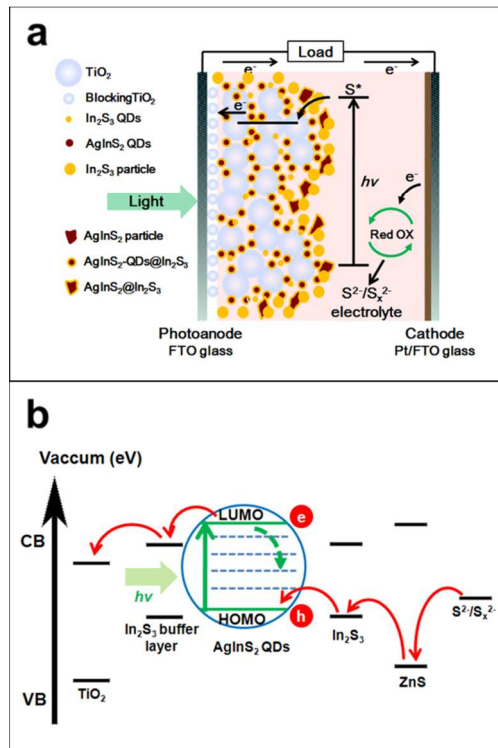 a
Load
e-
e-
TiO2
BlockingTiO2
In2S3 QDs
AgInS2 QDs
In2S3 particle
Light
AgInS2 particle
AgInS2-QDs@In2S3
AgInS2@In2S3
e-
S*
hv
e-
Red OX
S2-/Sx2-
electrolyte
Photoanode
FTO glass
Cathode
Pt/FTO glass
b
Vaccum (eV)
CB
VB
hv
TiO2
In2S3 buffer
layer
LUMO
e
HOMO
h
AgInS2 QDs
In2S3
ZnS
S2-/Sx2-